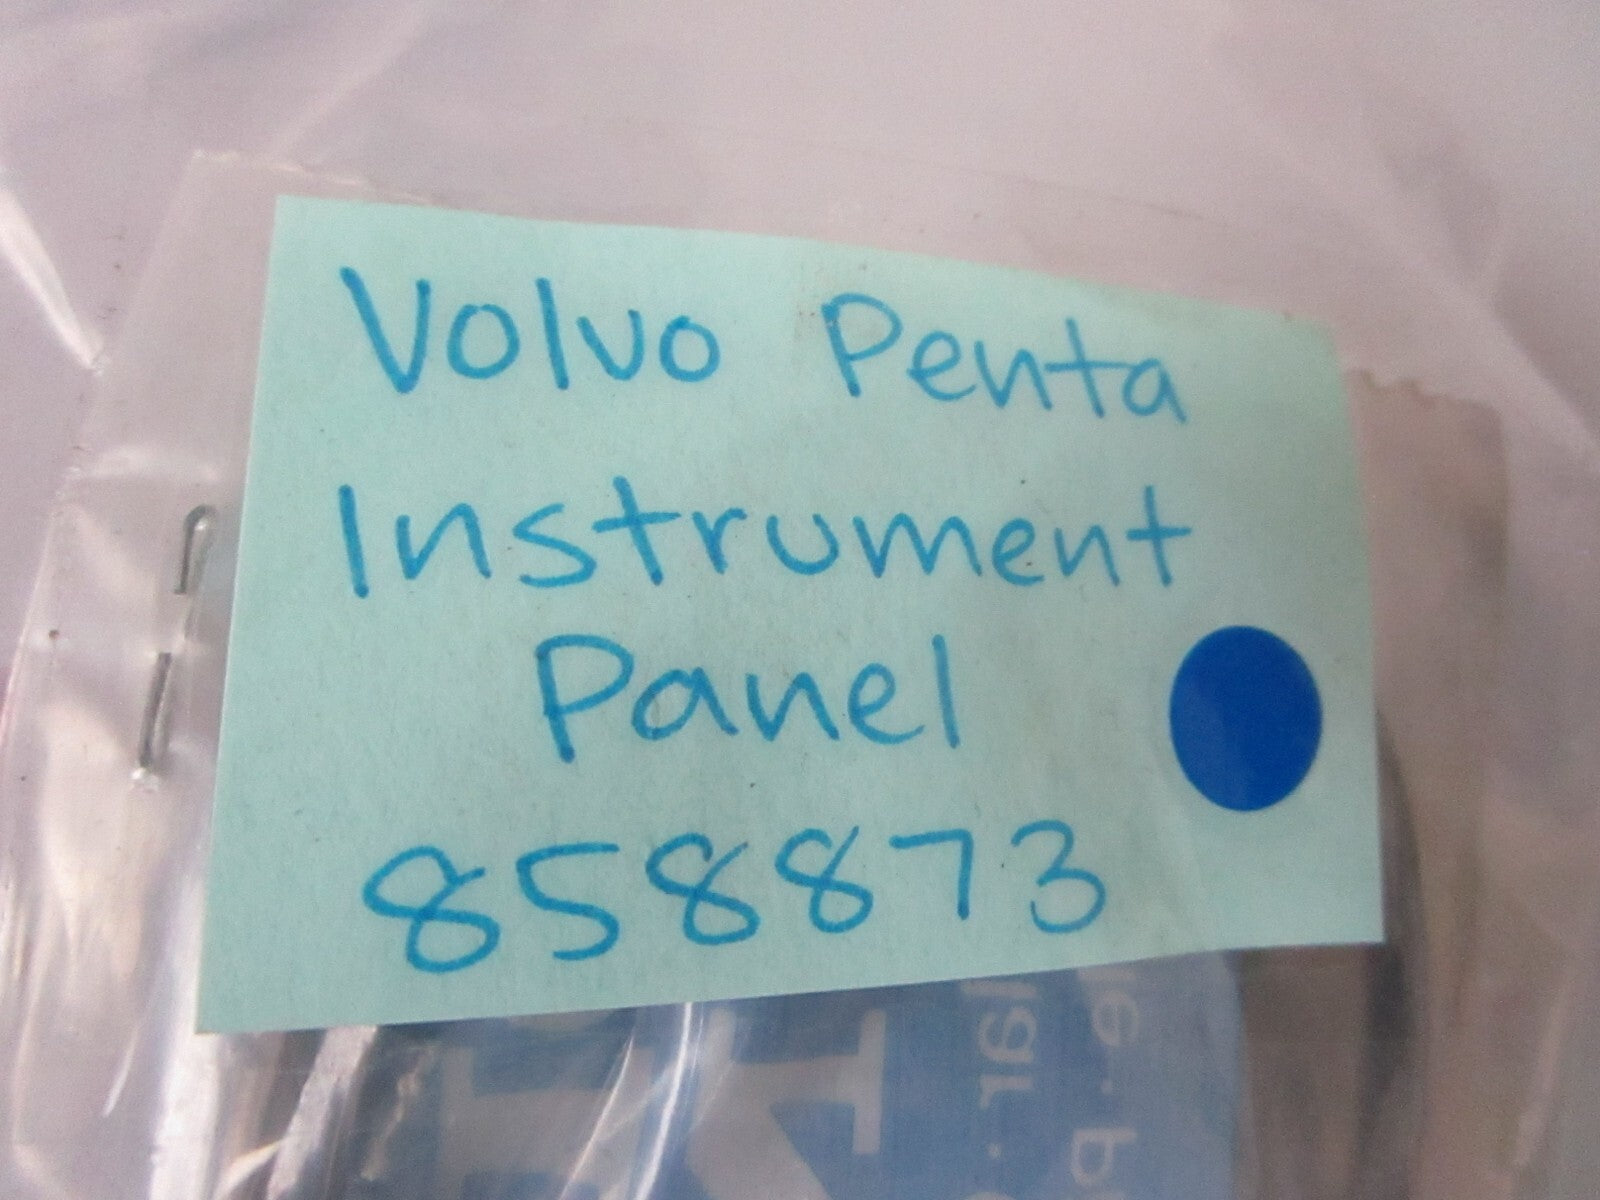 Volvo Penta
Instrument
Panel
858873